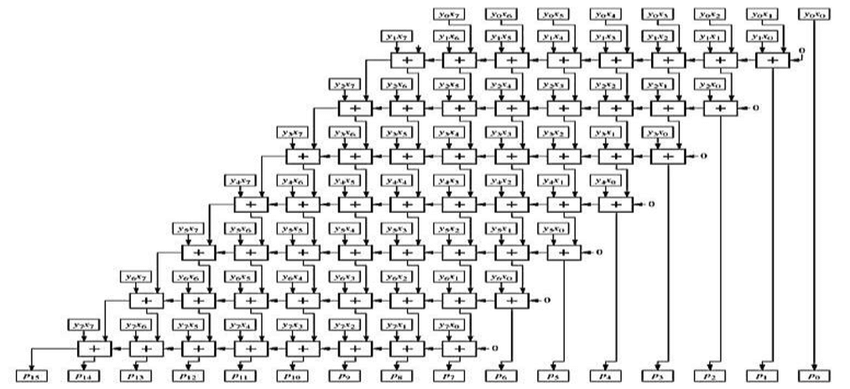 y₀x₇ y₀x₆ y₀x₅ y₀x₄ y₀x₃ y₀x₂ y₀x₁ y₀x₀
y₁x₇ y₁x₆ y₁x₅ y₁x₄ y₁x₃ y₁x₂ y₁x₁ y₁x₀
+ + + + + + + + 0
y₂x₇ y₂x₆ y₂x₅ y₂x₄ y₂x₃ y₂x₂ y₂x₁ y₂x₀
+ + + + + + + + 0
y₃x₇ y₃x₆ y₃x₅ y₃x₄ y₃x₃ y₃x₂ y₃x₁ y₃x₀
+ + + + + + + + 0
y₄x₇ y₄x₆ y₄x₅ y₄x₄ y₄x₃ y₄x₂ y₄x₁ y₄x₀
+ + + + + + + + 0
y₅x₇ y₅x₆ y₅x₅ y₅x₄ y₅x₃ y₅x₂ y₅x₁ y₅x₀
+ + + + + + + + 0
y₆x₇ y₆x₆ y₆x₅ y₆x₄ y₆x₃ y₆x₂ y₆x₁ y₆x₀
+ + + + + + + + 0
y₇x₇ y₇x₆ y₇x₅ y₇x₄ y₇x₃ y₇x₂ y₇x₁ y₇x₀
+ + + + + + + + 0
p₁₅ p₁₄ p₁₃ p₁₂ p₁₁ p₁₀ p₉ p₈ p₇ p₆ p₅ p₄ p₃ p₂ p₁ p₀